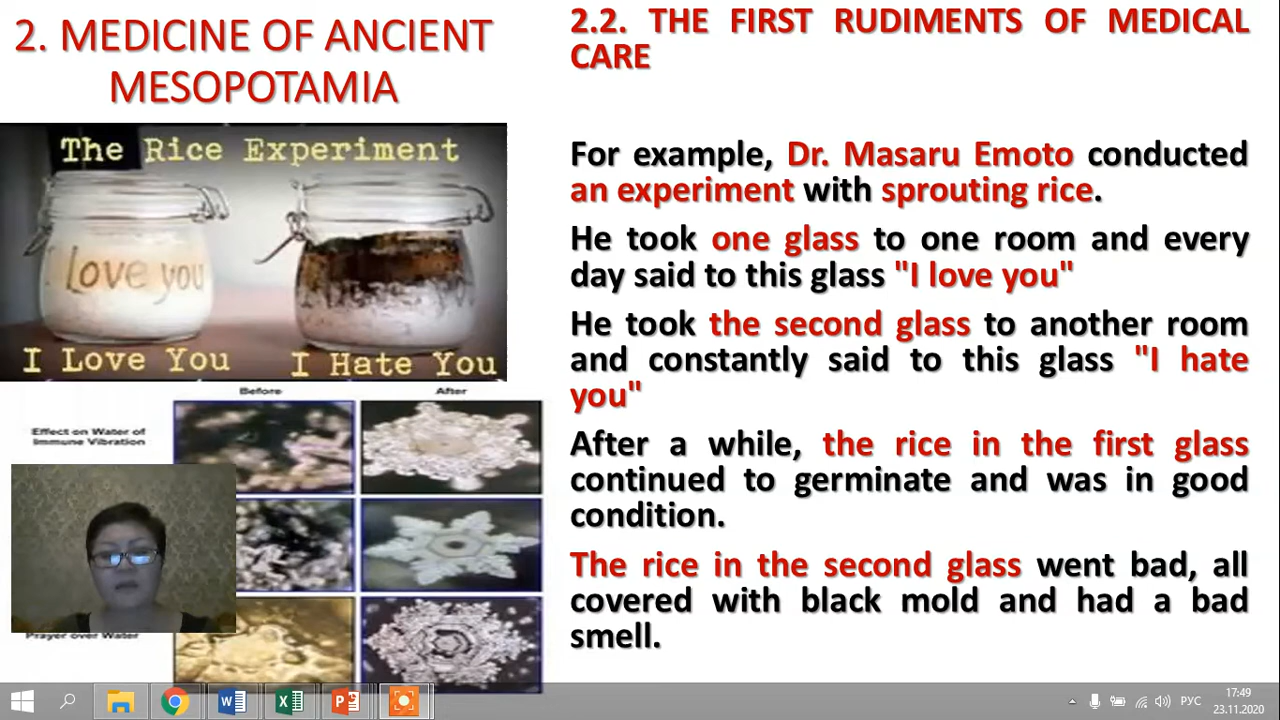 2. MEDICINE OF ANCIENT
MESOPOTAMIA
The Rice Experiment
Love you
I Love You
I Hate You
Before
After
Effect on Water of
Immune Vibration
Prayer over Water
2.2. THE FIRST RUDIMENTS OF MEDICAL
CARE
For example, Dr. Masaru Emoto conducted
an experiment with sprouting rice.
He took one glass to one room and every
day said to this glass "I love you"
He took the second glass to another room
and constantly said to this glass "I hate
you"
After a while, the rice in the first glass
continued to germinate and was in good
condition.
The rice in the second glass went bad, all
covered with black mold and had a bad
smell.
W
X
P
РУС
17:49
23.11.2020